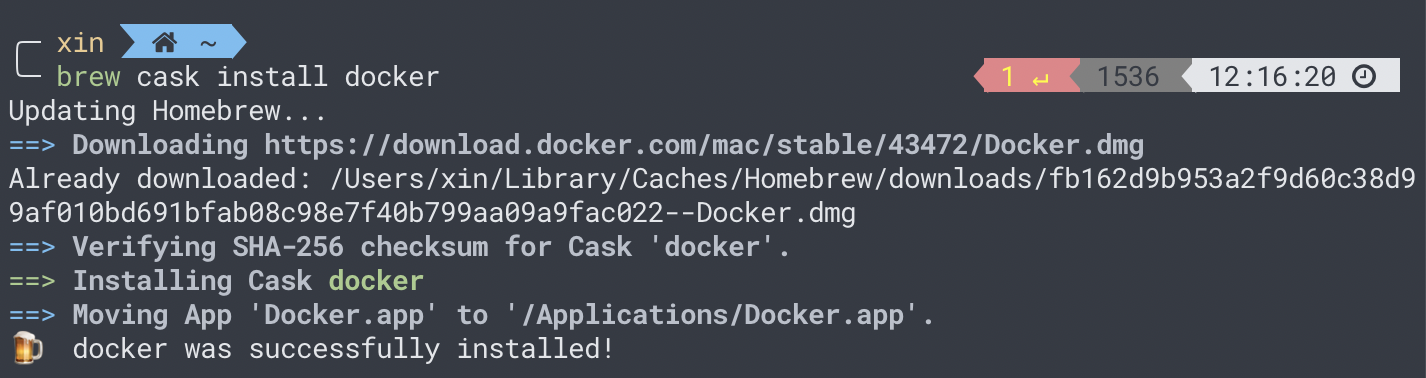 xin ~
brew cask install docker 1 ↵ 1536 12:16:20
Updating Homebrew...
==> Downloading https://download.docker.com/mac/stable/43472/Docker.dmg
Already downloaded: /Users/xin/Library/Caches/Homebrew/downloads/fb162d9b953a2f9d60c38d9
9af010bd691bfab08c98e7f40b799aa09a9fac022--Docker.dmg
==> Verifying SHA-256 checksum for Cask 'docker'.
==> Installing Cask docker
==> Moving App 'Docker.app' to '/Applications/Docker.app'.
🍺 docker was successfully installed!